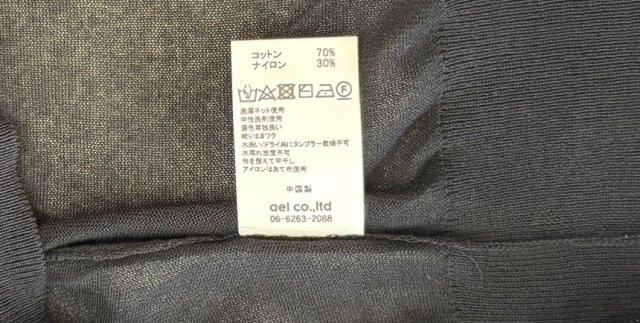 コットン 70%
ナイロン 30%
洗濯ネット使用
中性洗剤使用
濃色単独洗い
絞りはヨワク
水洗い/ドライ共にタンブラー乾燥不可
水濡れ放置不可
形を整えて平干し
アイロンはあて布使用
中国製
ael co.,ltd
06-6263-2088